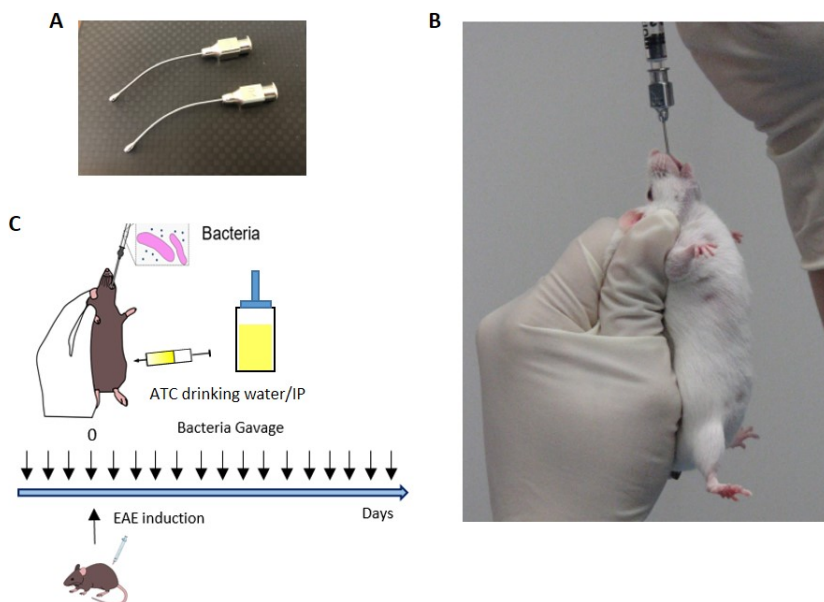 A
B
C
Bacteria
ATC drinking water/IP
0
Bacteria Gavage
EAE induction
Days